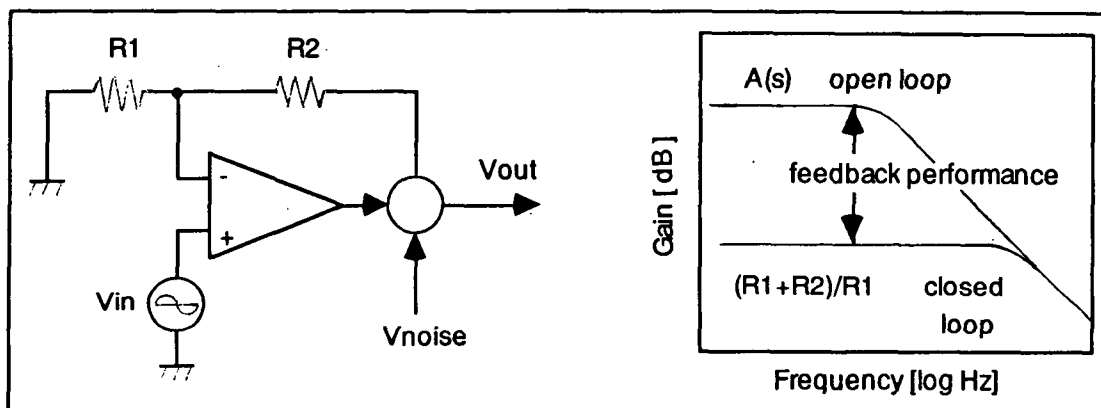 R1
R2
-
+
Vin
Vout
Vnoise
A(s) open loop
feedback performance
(R1+R2)/R1 closed
loop
Gain [ dB]
Frequency [log Hz]